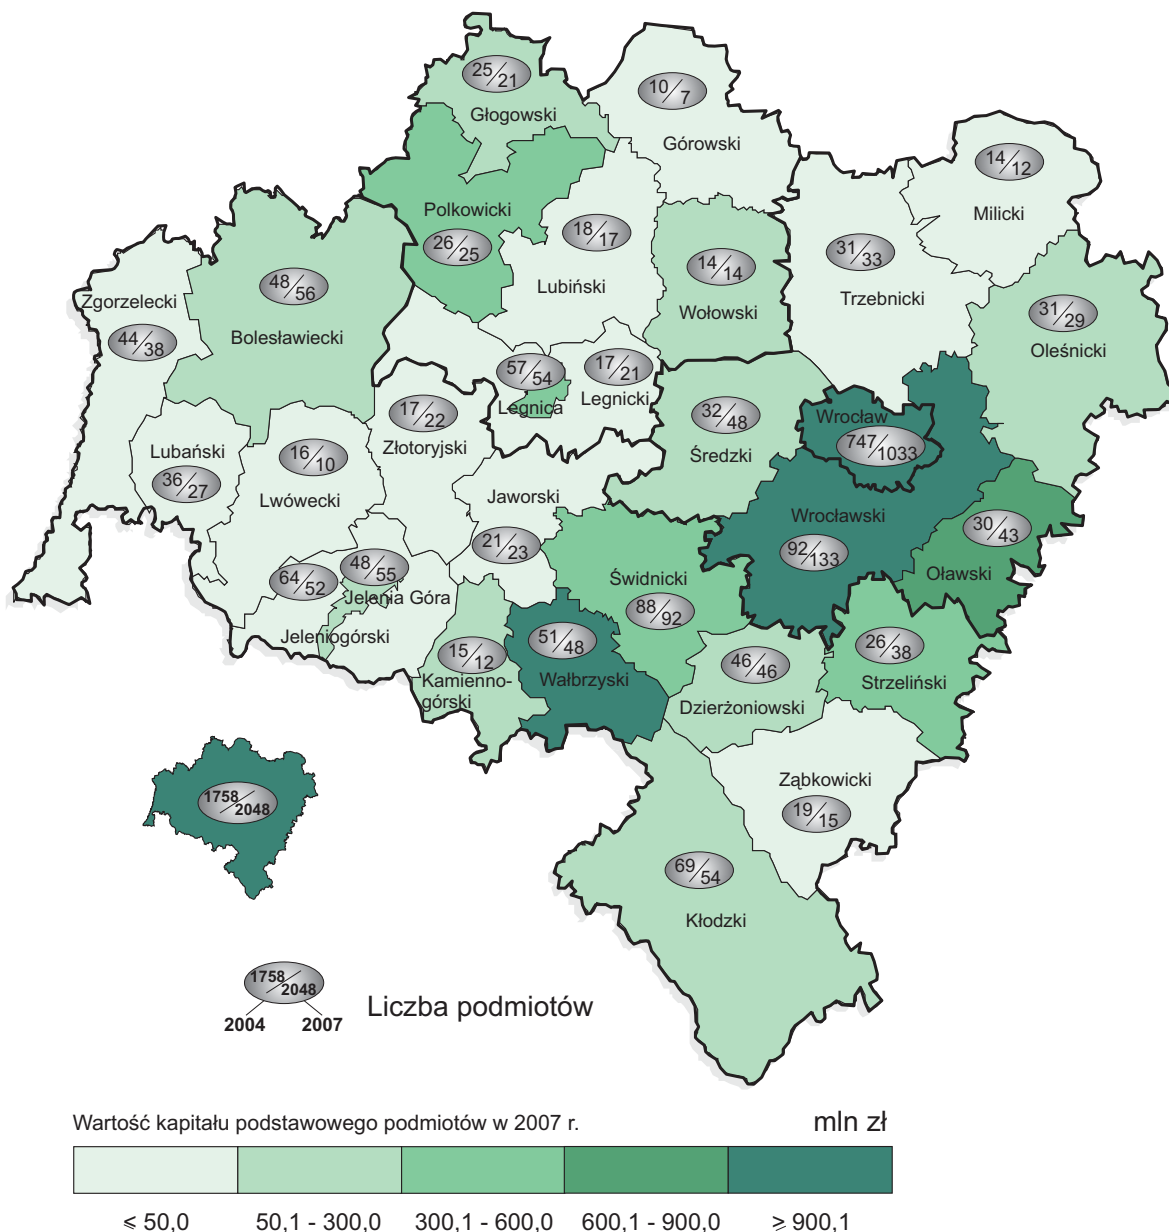 25/21
Głogowski
10/7
Górowski
14/12
Milicki
Polkowicki
26/25
18/17
Lubiński
14/14
Wołowski
31/33
Trzebnicki
31/29
Oleśnicki
Zgorzelecki
44/38
48/56
Bolesławiecki
57/54
Legnica
17/21
Legnicki
17/22
Złotoryjski
32/48
Średzki
Wrocław
747/1033
Lubański
36/27
16/10
Lwówecki
Jaworski
21/23
Wrocławski
92/133
30/43
Oławski
64/52
Jeleniogórski
48/55
Jelenia Góra
Świdnicki
88/92
15/12
Kamienno-
górski
51/48
Wałbrzyski
46/46
Dzierżoniowski
26/38
Strzeliński
Ząbkowicki
19/15
1758/2048
69/54
Kłodzki
1758/2048
2004 2007
Liczba podmiotów
Wartość kapitału podstawowego podmiotów w 2007 r. mln zł
⩽ 50,0 50,1 - 300,0 300,1 - 600,0 600,1 - 900,0 ⩾ 900,1